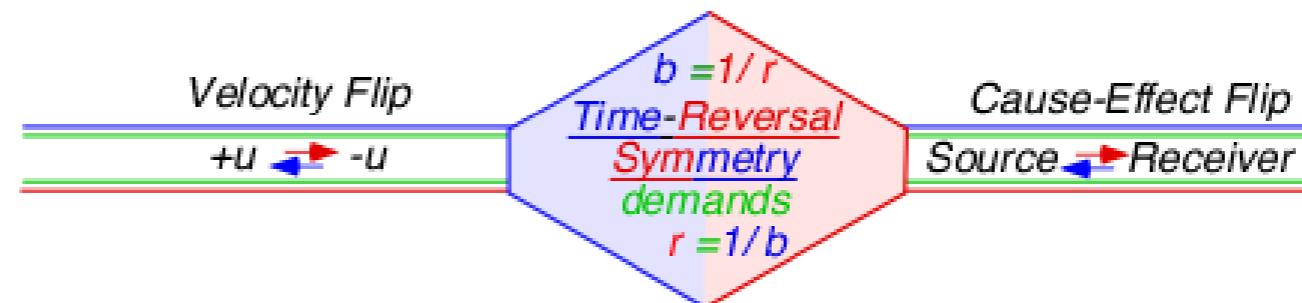 Velocity Flip
+u ⇄ -u
b =1/ r
Time-Reversal
Symmetry
demands
r =1/ b
Cause-Effect Flip
Source ⇄ Receiver